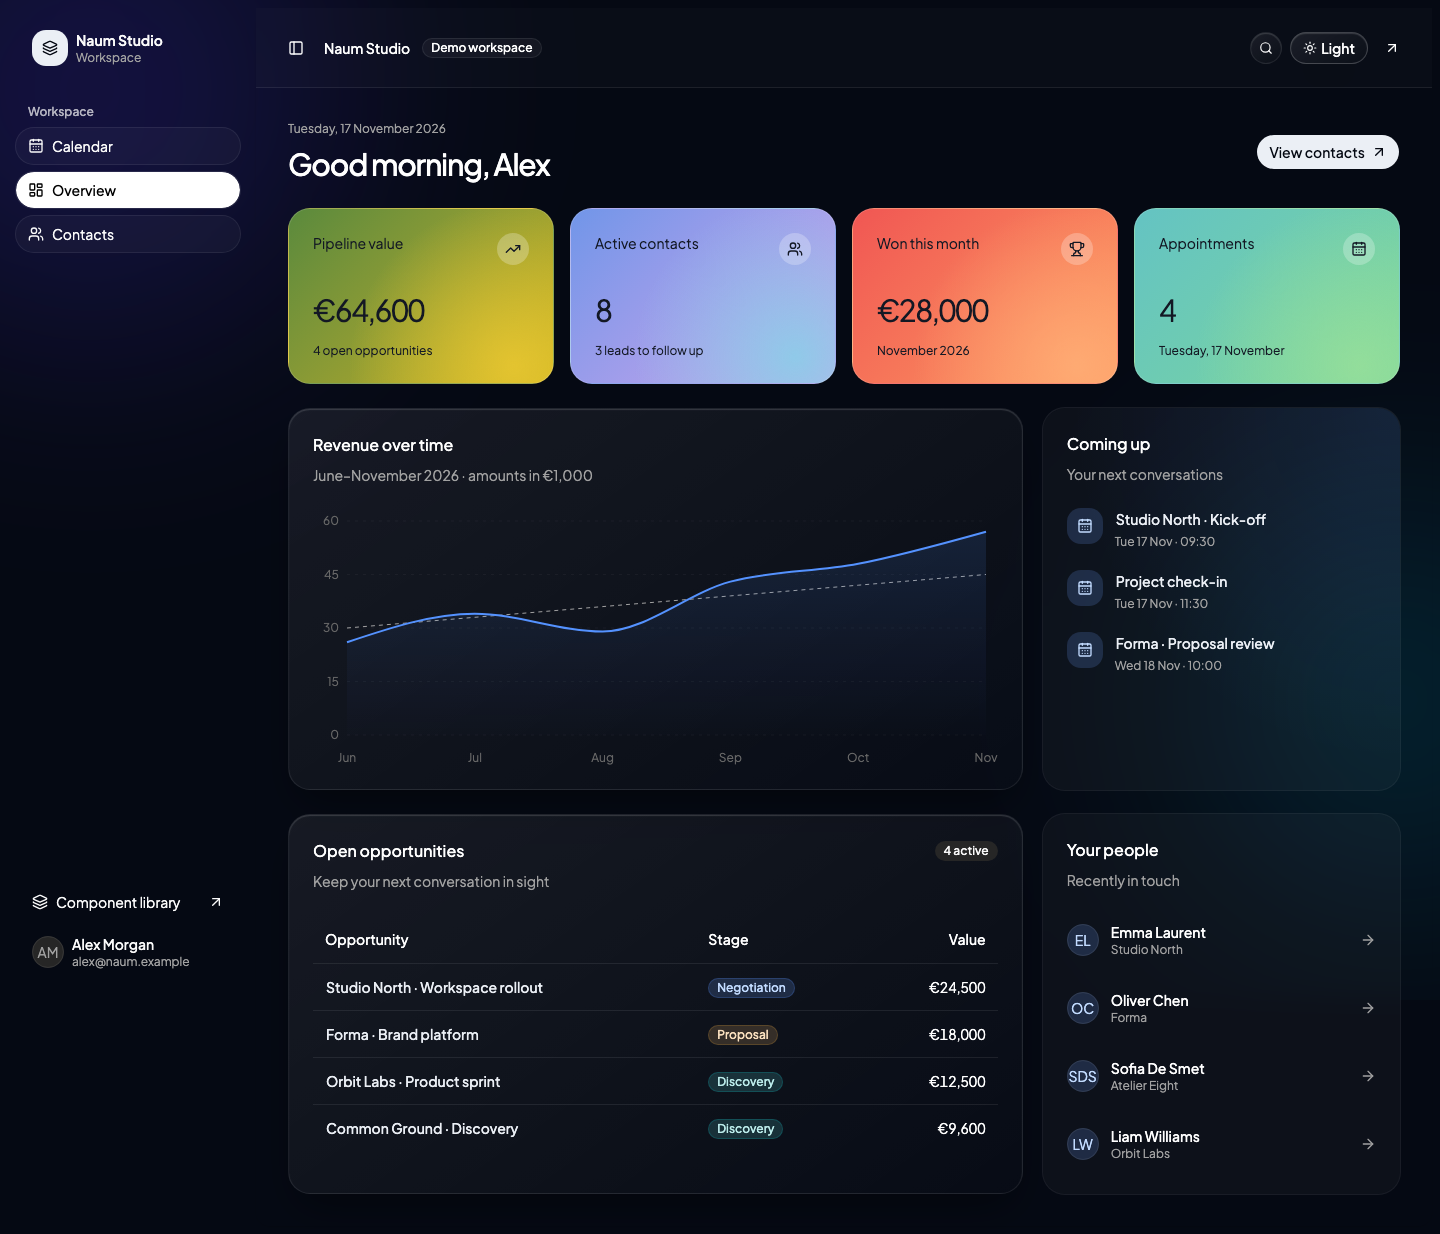 Naum Studio
Workspace
Workspace
Calendar
Overview
Contacts
Component library
AM
Alex Morgan
alex@naum.example
Naum Studio
Demo workspace
Light
Tuesday, 17 November 2026
Good morning, Alex
View contacts
Pipeline value
€64,600
4 open opportunities
Active contacts
8
3 leads to follow up
Won this month
€28,000
November 2026
Appointments
4
Tuesday, 17 November
Revenue over time
June–November 2026 · amounts in €1,000
60
45
30
15
0
Jun Jul Aug Sep Oct Nov
Coming up
Your next conversations
Studio North · Kick-off
Tue 17 Nov · 09:30
Project check-in
Tue 17 Nov · 11:30
Forma · Proposal review
Wed 18 Nov · 10:00
Open opportunities
4 active
Keep your next conversation in sight
Opportunity Stage Value
Studio North · Workspace rollout Negotiation €24,500
Forma · Brand platform Proposal €18,000
Orbit Labs · Product sprint Discovery €12,500
Common Ground · Discovery Discovery €9,600
Your people
Recently in touch
EL
Emma Laurent
Studio North
OC
Oliver Chen
Forma
SDS
Sofia De Smet
Atelier Eight
LW
Liam Williams
Orbit Labs